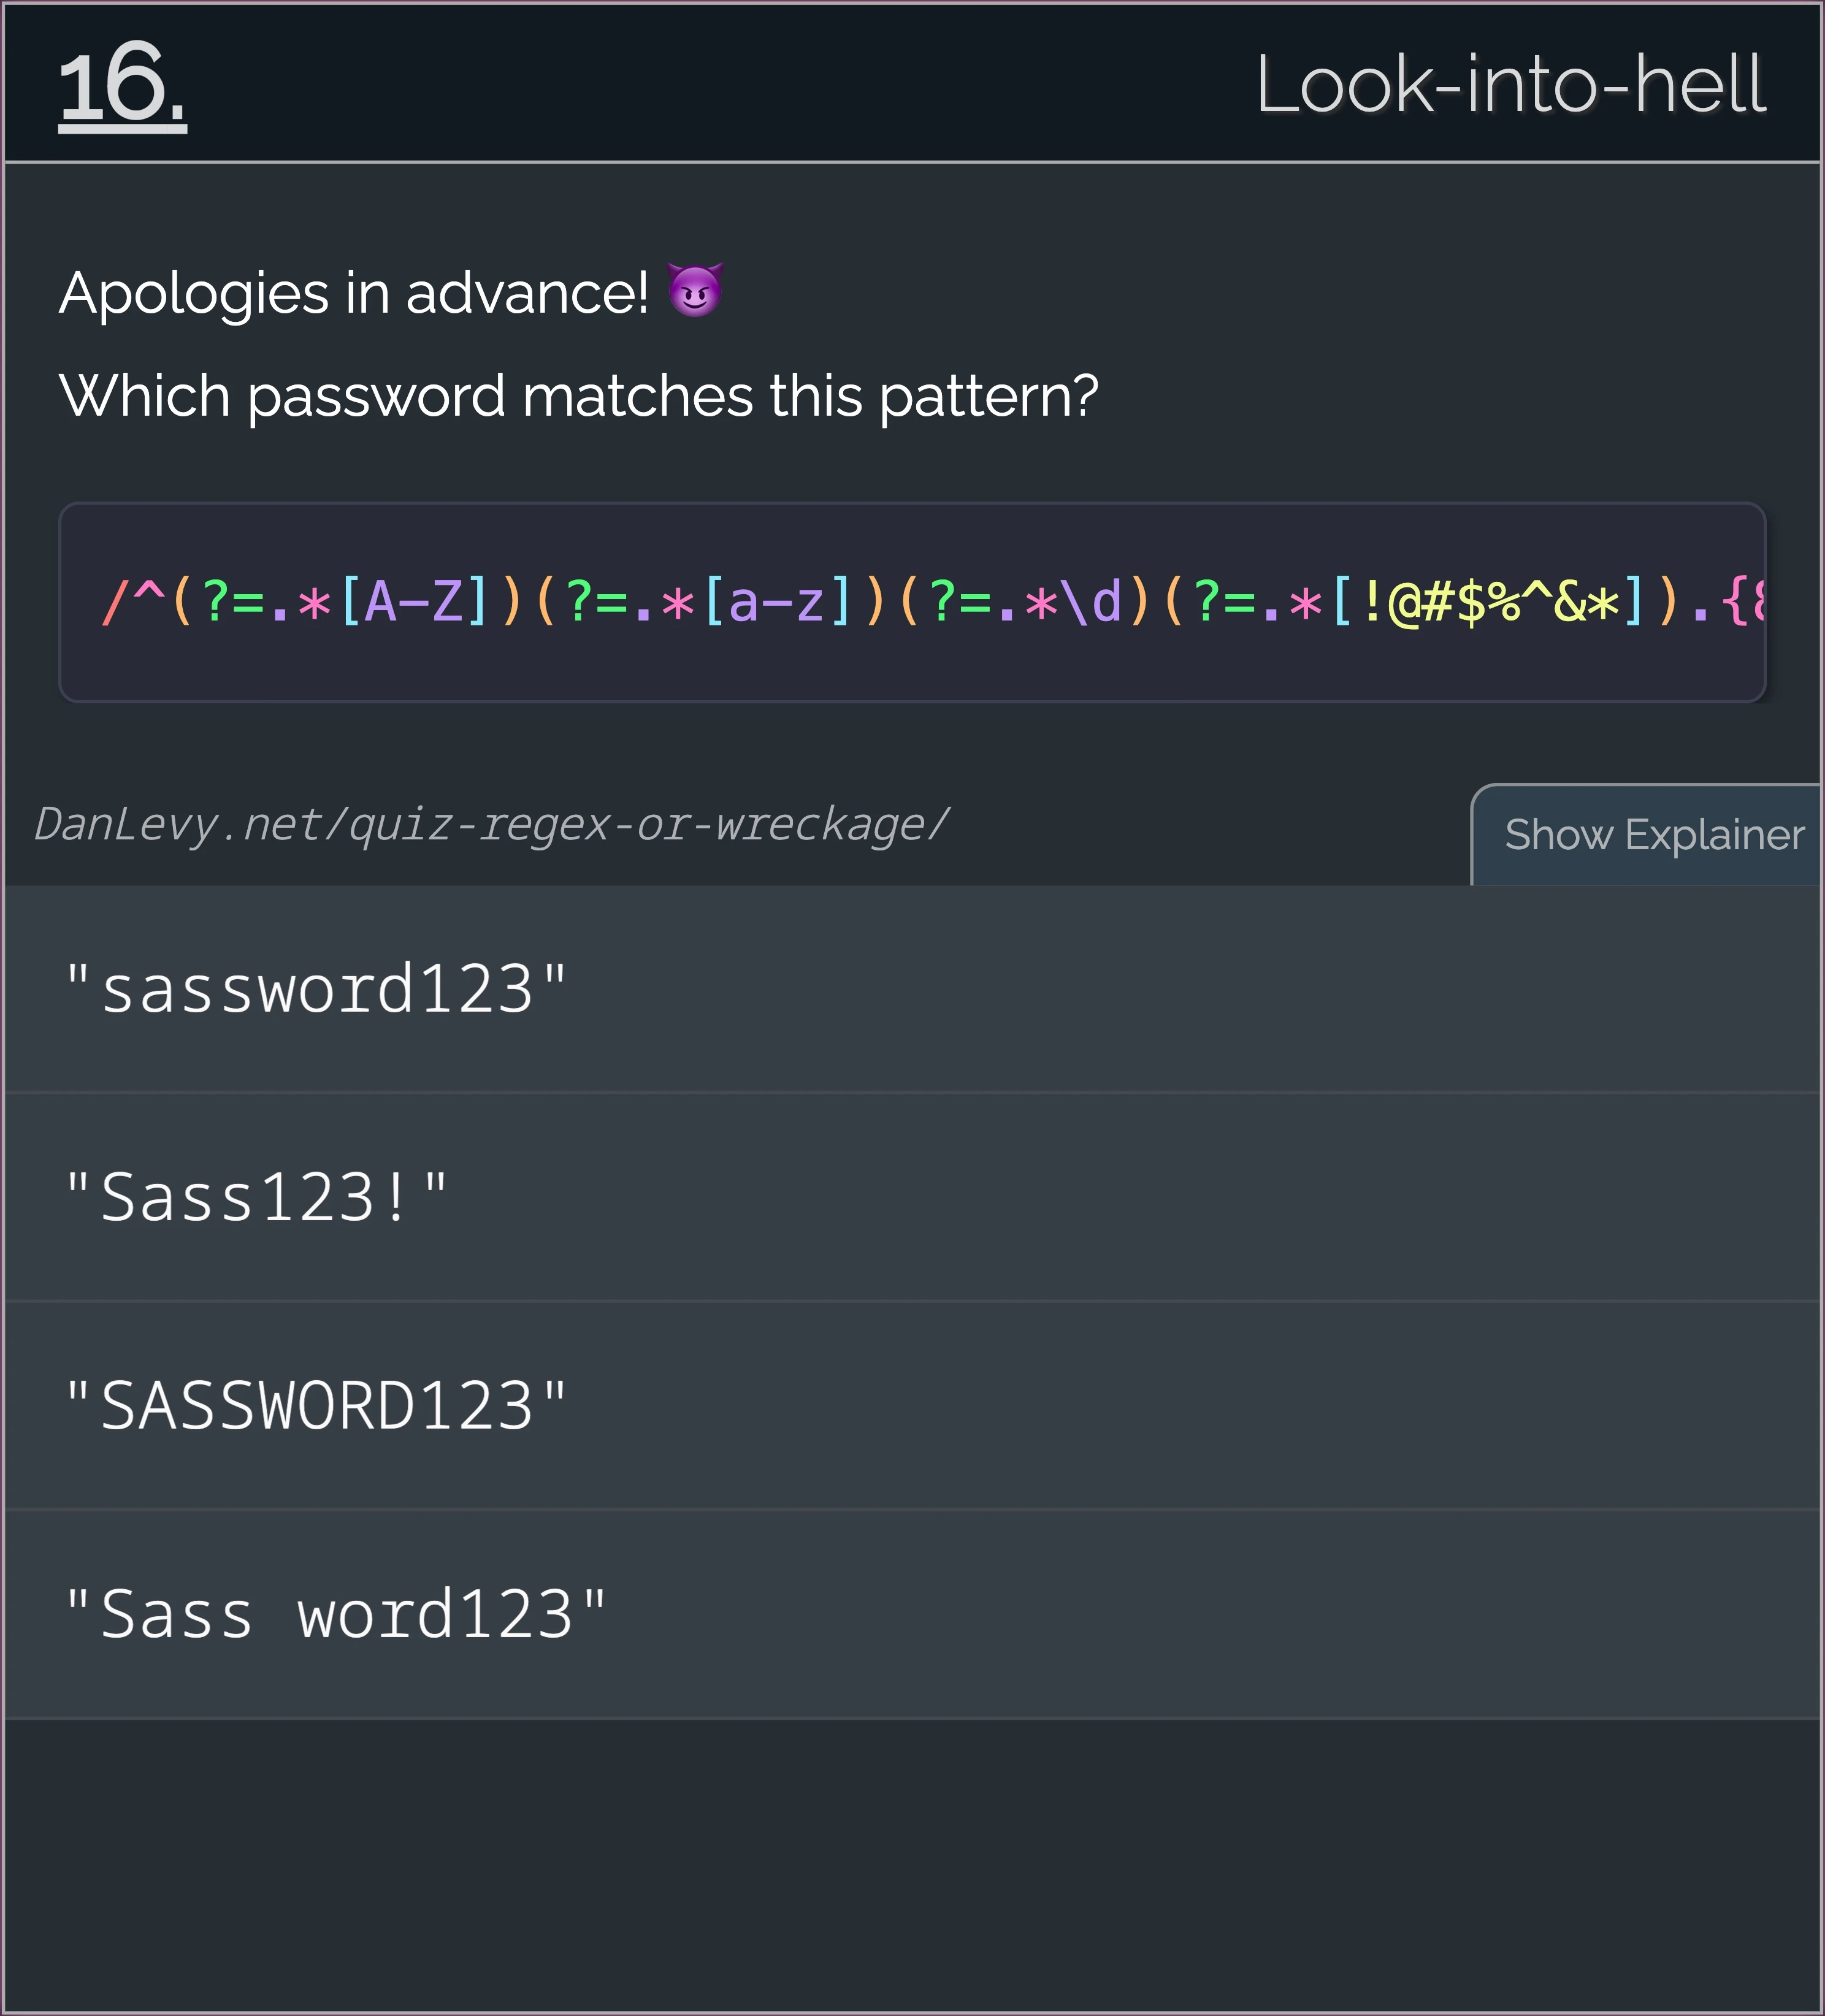 16.
Look-into-hell
Apologies in advance! 😈
Which password matches this pattern?
/^(?=.*[A-Z])(?=.*[a-z])(?=.*\d)(?=.*[!@#$%^&*]).{
DanLevy.net/quiz-regex-or-wreckage/
Show Explainer
"sassword123"
"Sass123!"
"SASSWORD123"
"Sass word123"